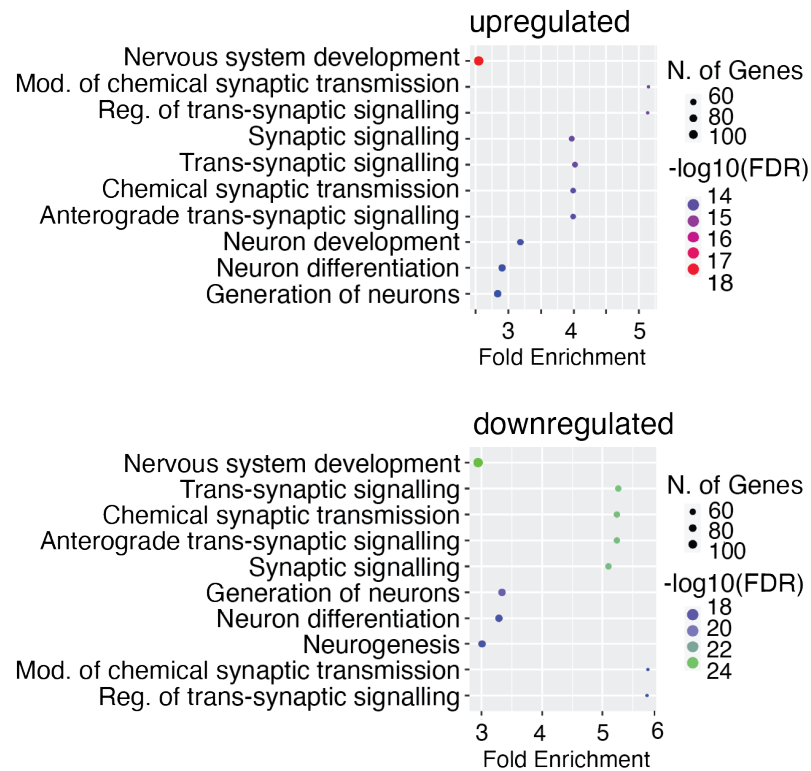 upregulated
Nervous system development
Mod. of chemical synaptic transmission
Reg. of trans-synaptic signalling
Synaptic signalling
Trans-synaptic signalling
Chemical synaptic transmission
Anterograde trans-synaptic signalling
Neuron development
Neuron differentiation
Generation of neurons
3 4 5
Fold Enrichment
N. of Genes
60
80
100
-log10(FDR)
14
15
16
17
18
downregulated
Nervous system development
Trans-synaptic signalling
Chemical synaptic transmission
Anterograde trans-synaptic signalling
Synaptic signalling
Generation of neurons
Neuron differentiation
Neurogenesis
Mod. of chemical synaptic transmission
Reg. of trans-synaptic signalling
3 4 5 6
Fold Enrichment
N. of Genes
60
80
100
-log10(FDR)
18
20
22
24